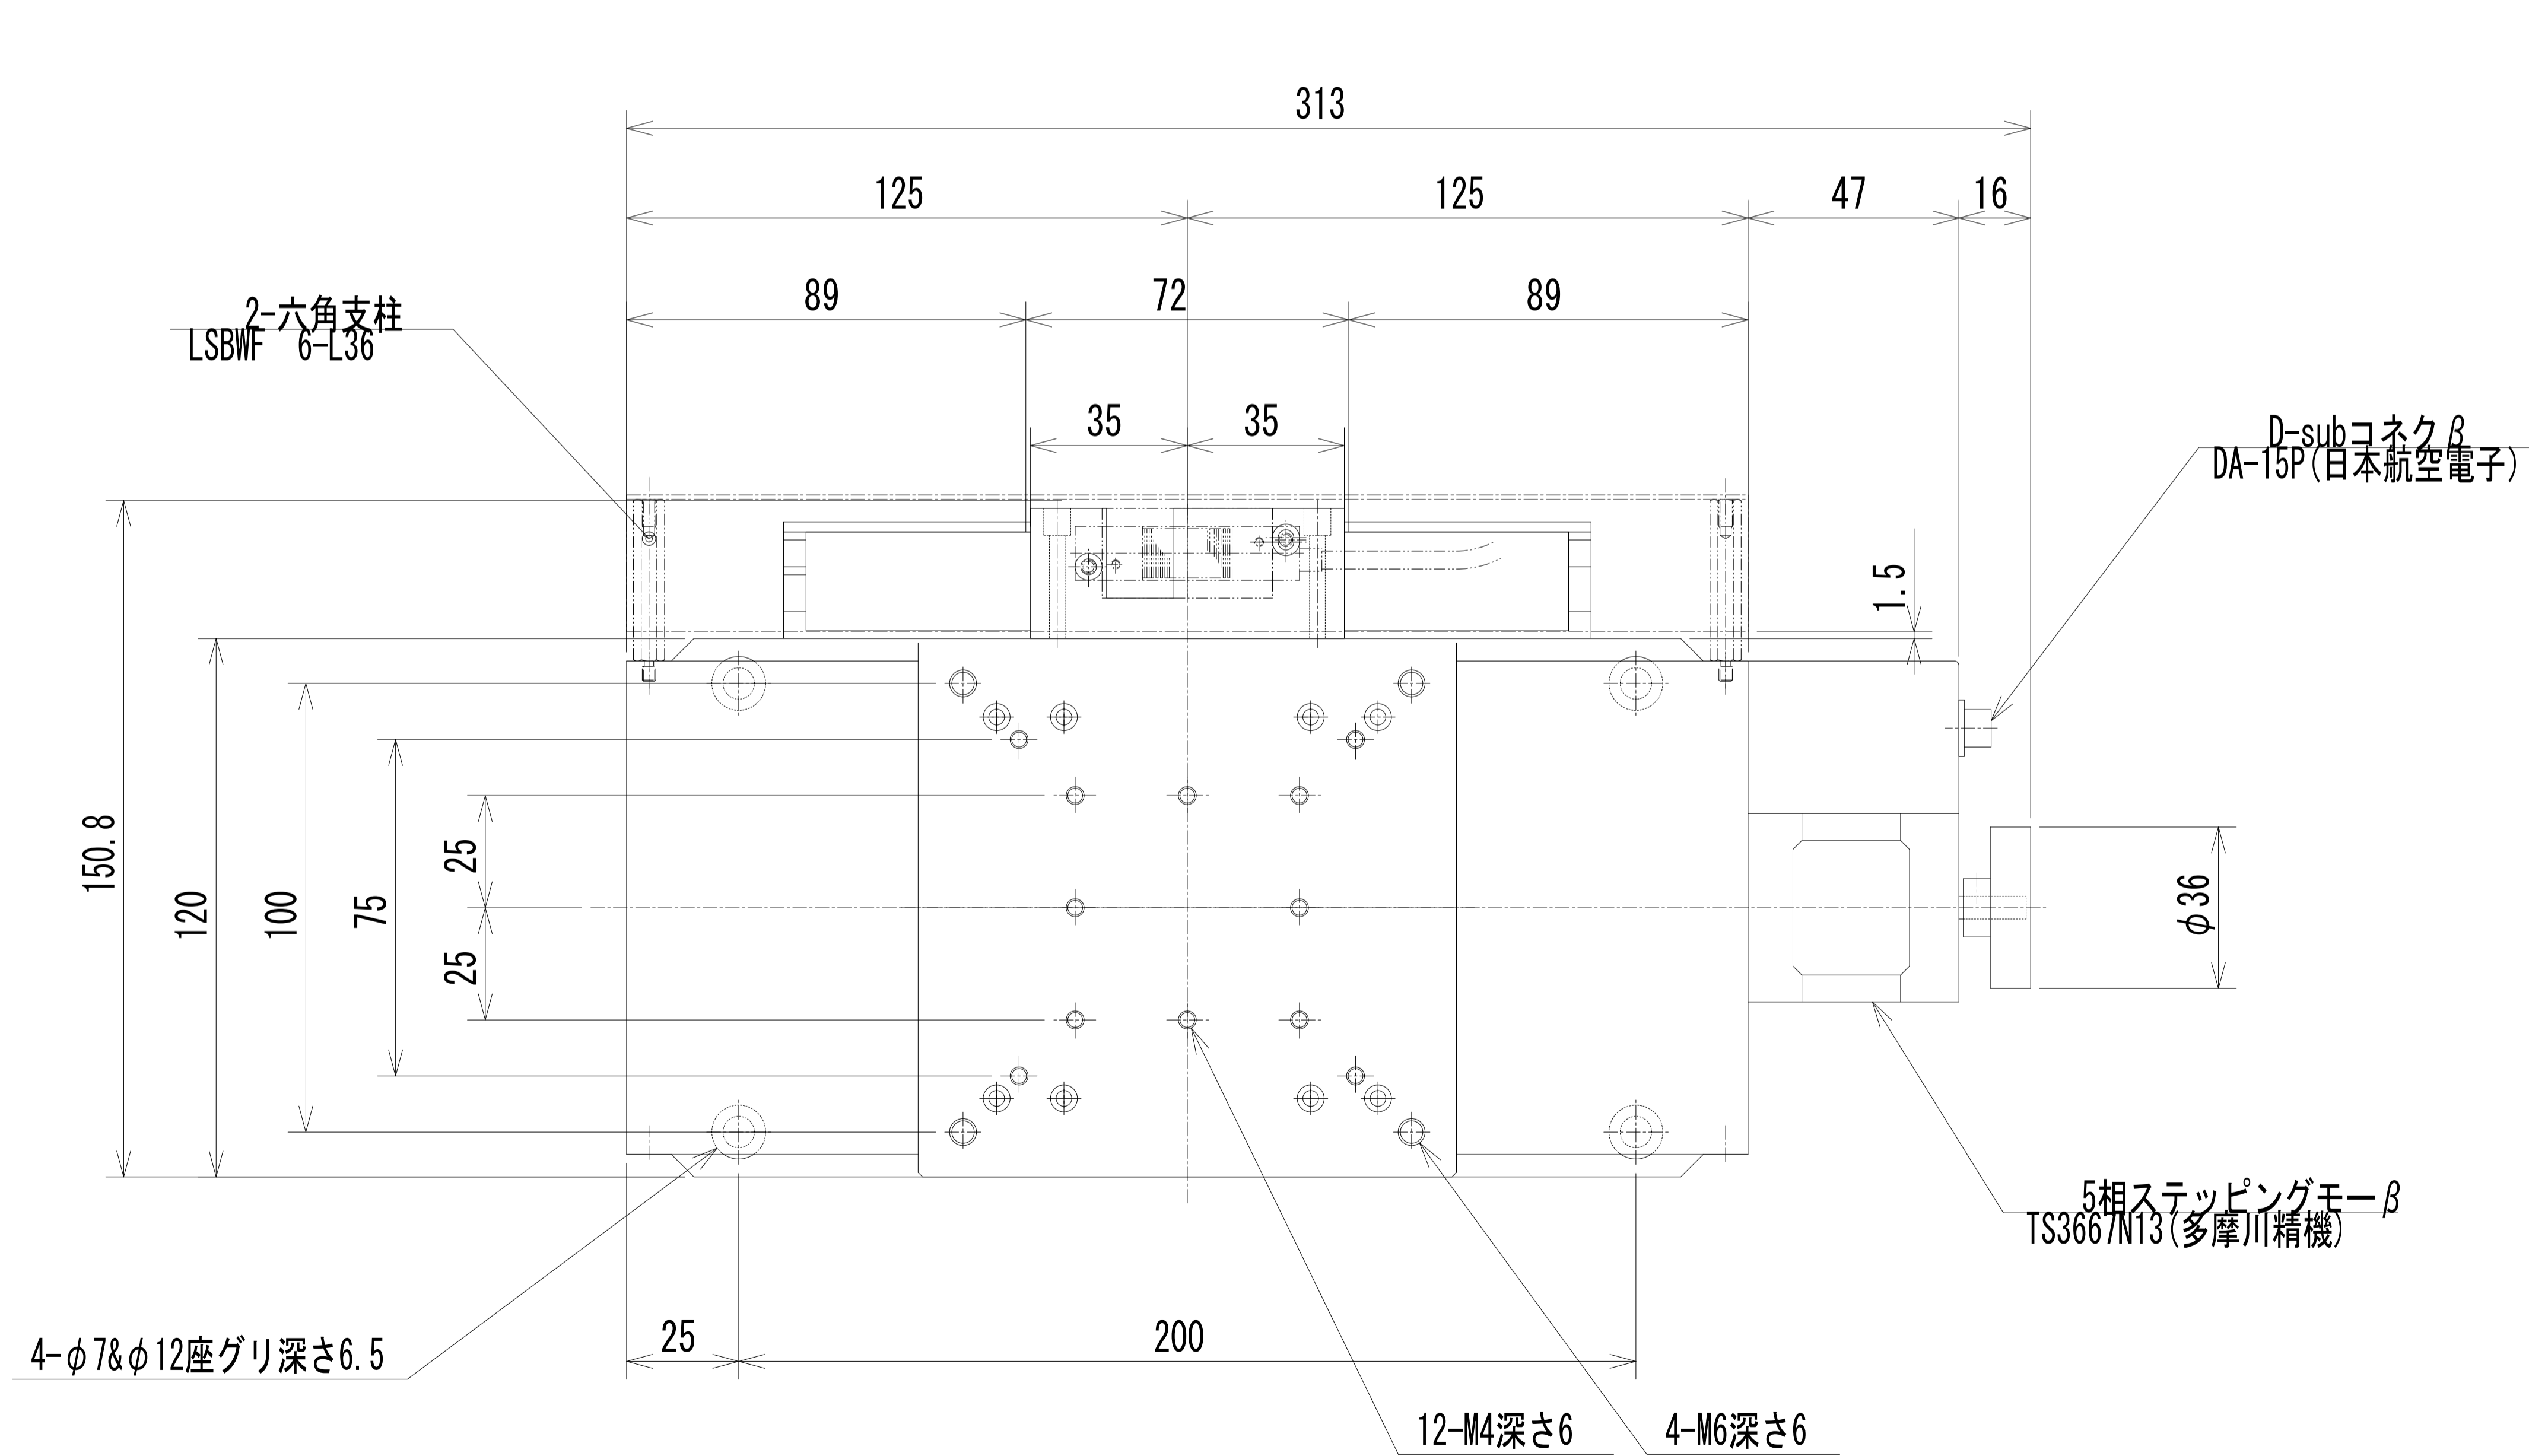 313
125
125
47
16
89
72
89
2-六角支柱
LSBWF 6-L36
35
35
D-subコネクβ
DA-15P(日本航空電子)
1.5
150.8
120
100
75
25
25
φ36
5相ステッピングモーβ
TS3667N13(多摩川精機)
25
200
4-φ7&φ12座グリ深さ6.5
12-M4深さ6
4-M6深さ6